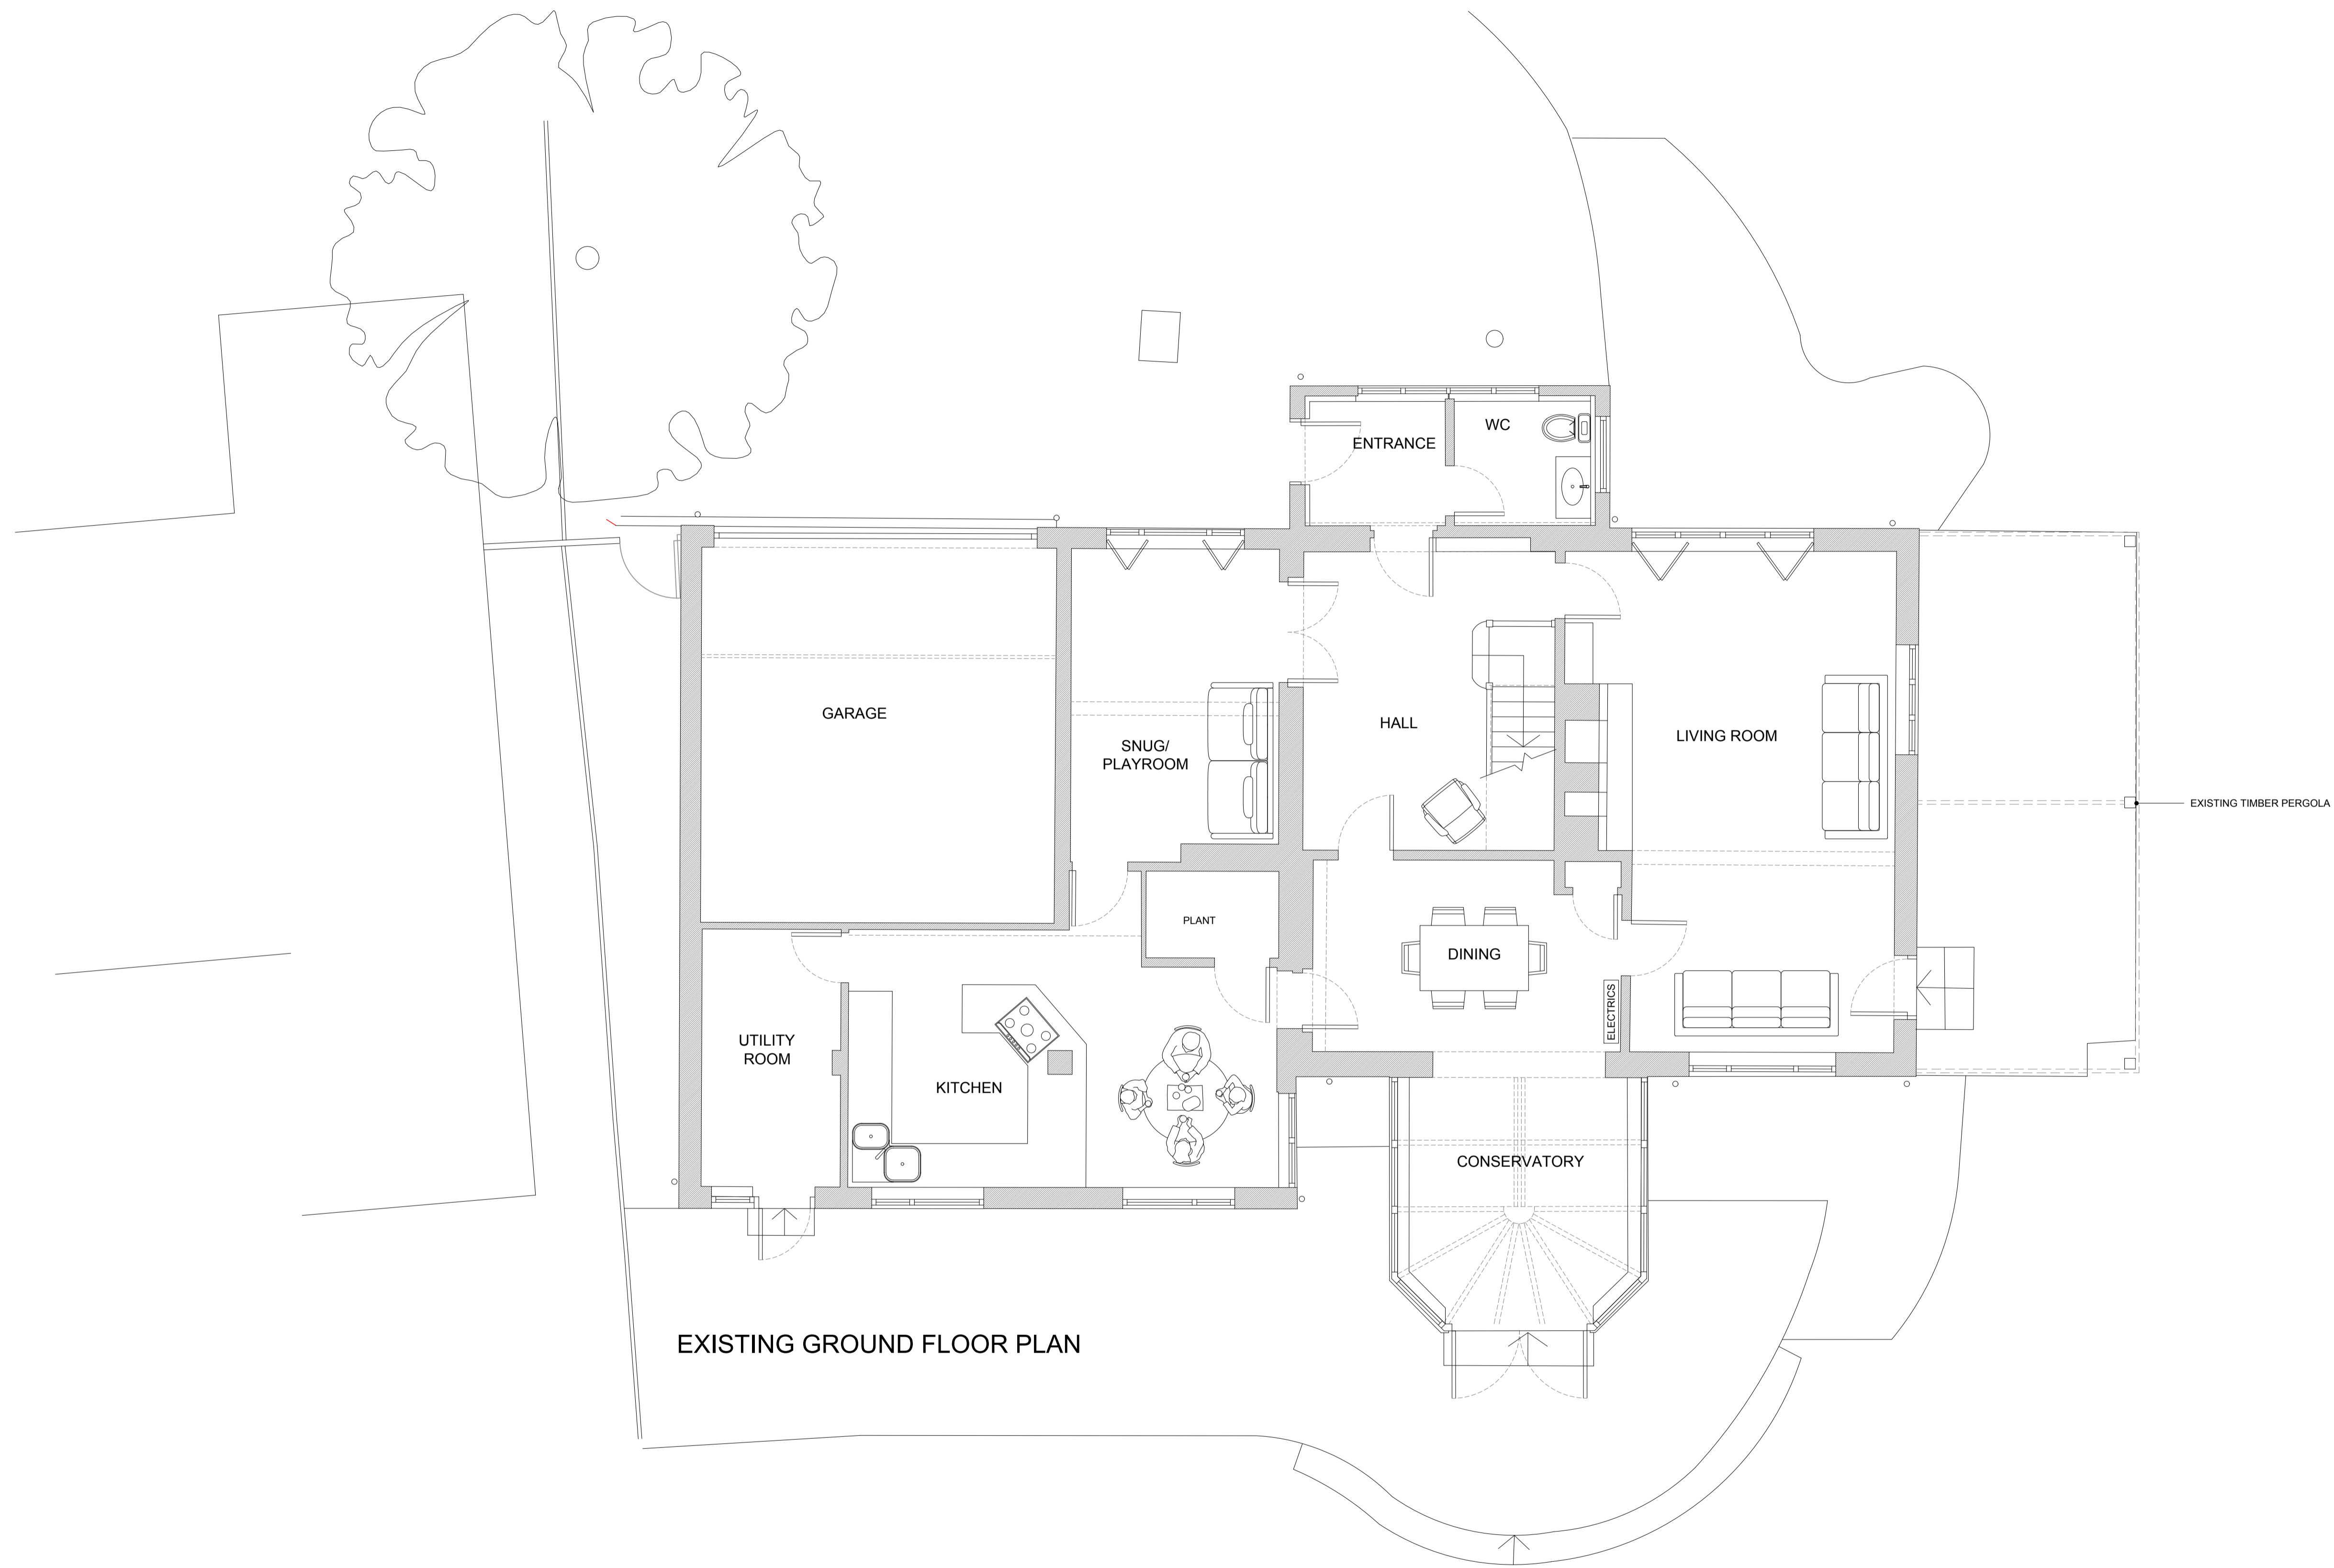 WC
ENTRANCE
GARAGE
SNUG/
PLAYROOM
HALL
LIVING ROOM
EXISTING TIMBER PERGOLA
PLANT
DINING
ELECTRICS
UTILITY
ROOM
KITCHEN
CONSERVATORY
EXISTING GROUND FLOOR PLAN